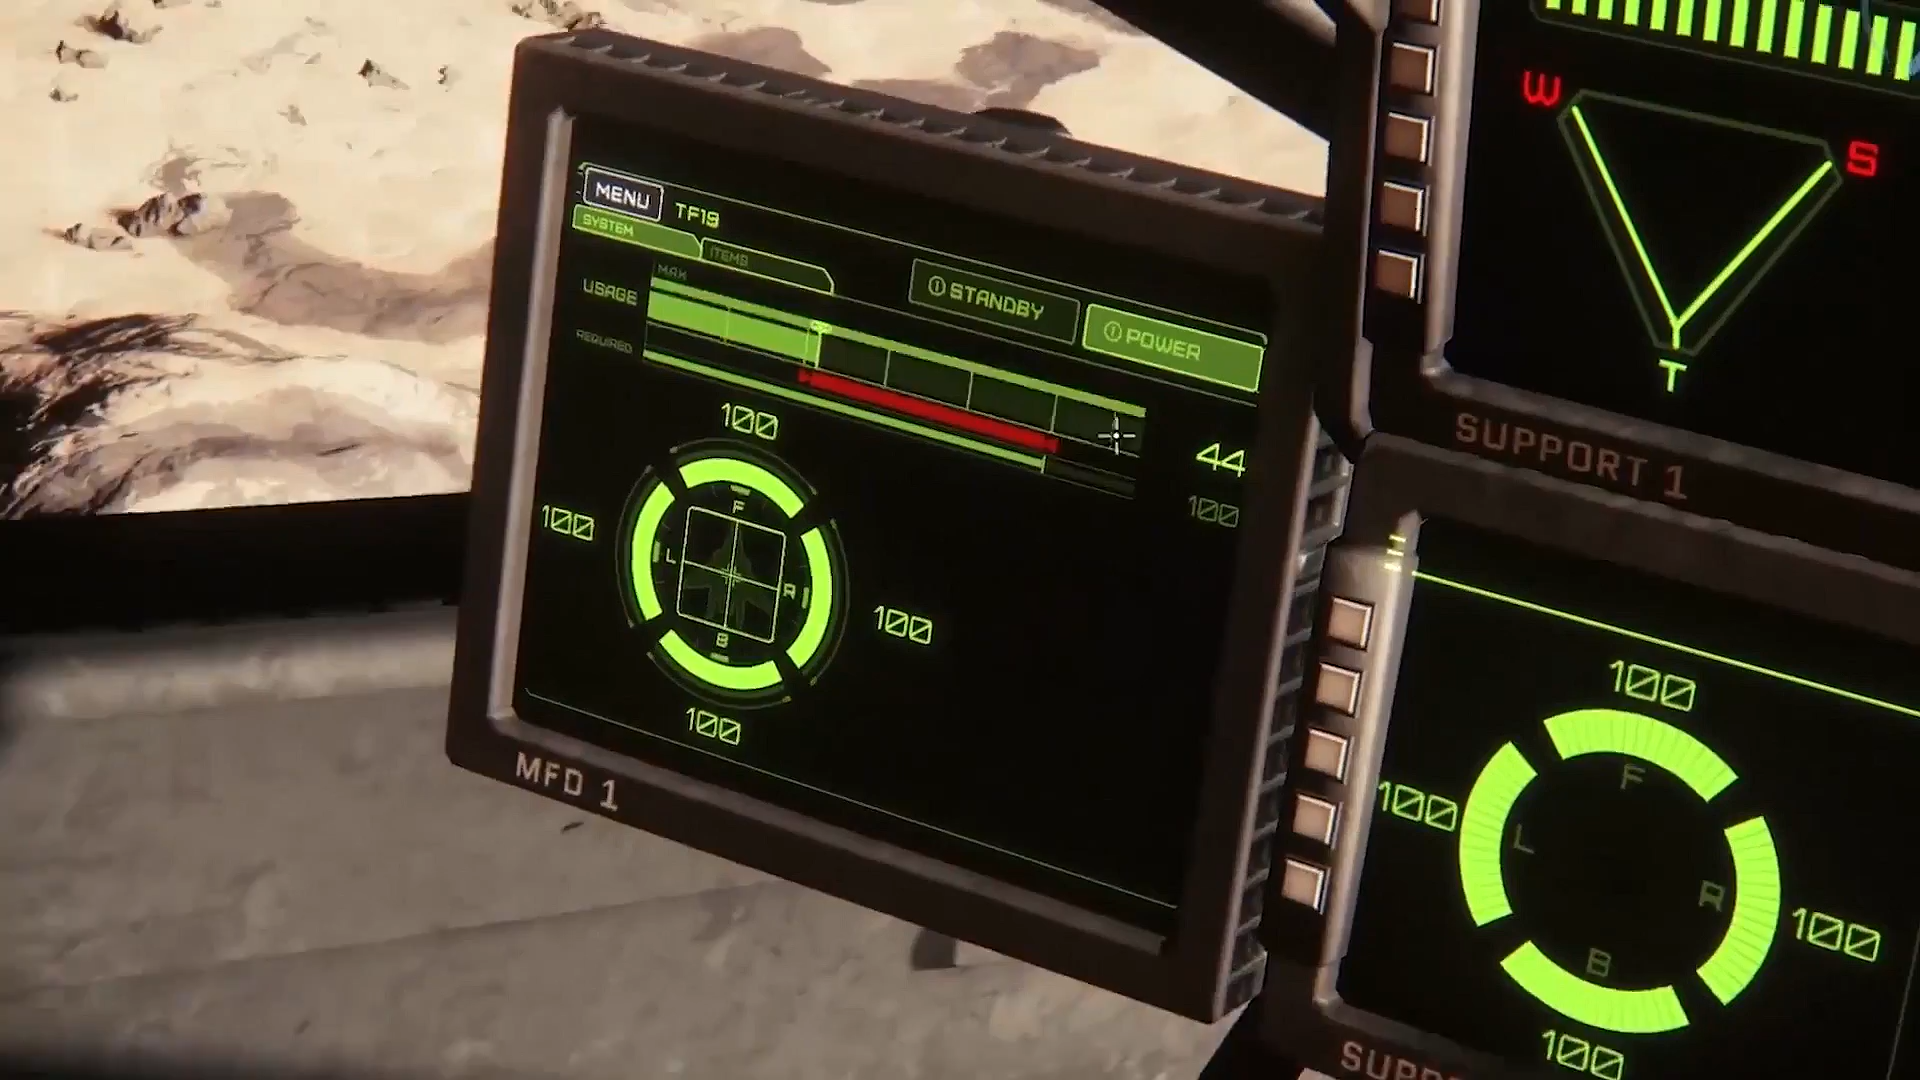 MENU TF19
SYSTEM ITEMS
MAX
STANDBY
POWER
USAGE
REQUIRED
44
100
100
F
100
L
R
100
B
100
MFD 1
W
S
T
SUPPORT 1
100
F
100
L
R
100
B
100